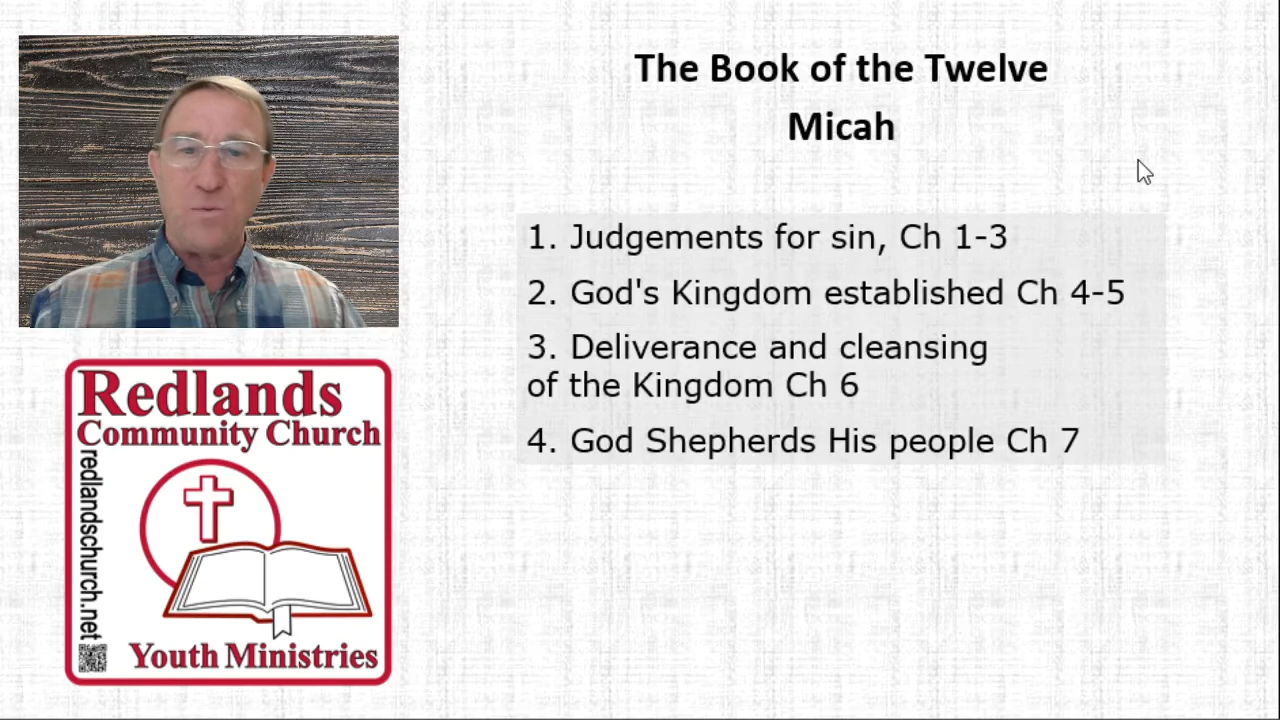 The Book of the Twelve
Micah
1. Judgements for sin, Ch 1-3
2. God's Kingdom established Ch 4-5
3. Deliverance and cleansing
of the Kingdom Ch 6
4. God Shepherds His people Ch 7
Redlands
Community Church
redlandschurch.net
Youth Ministries